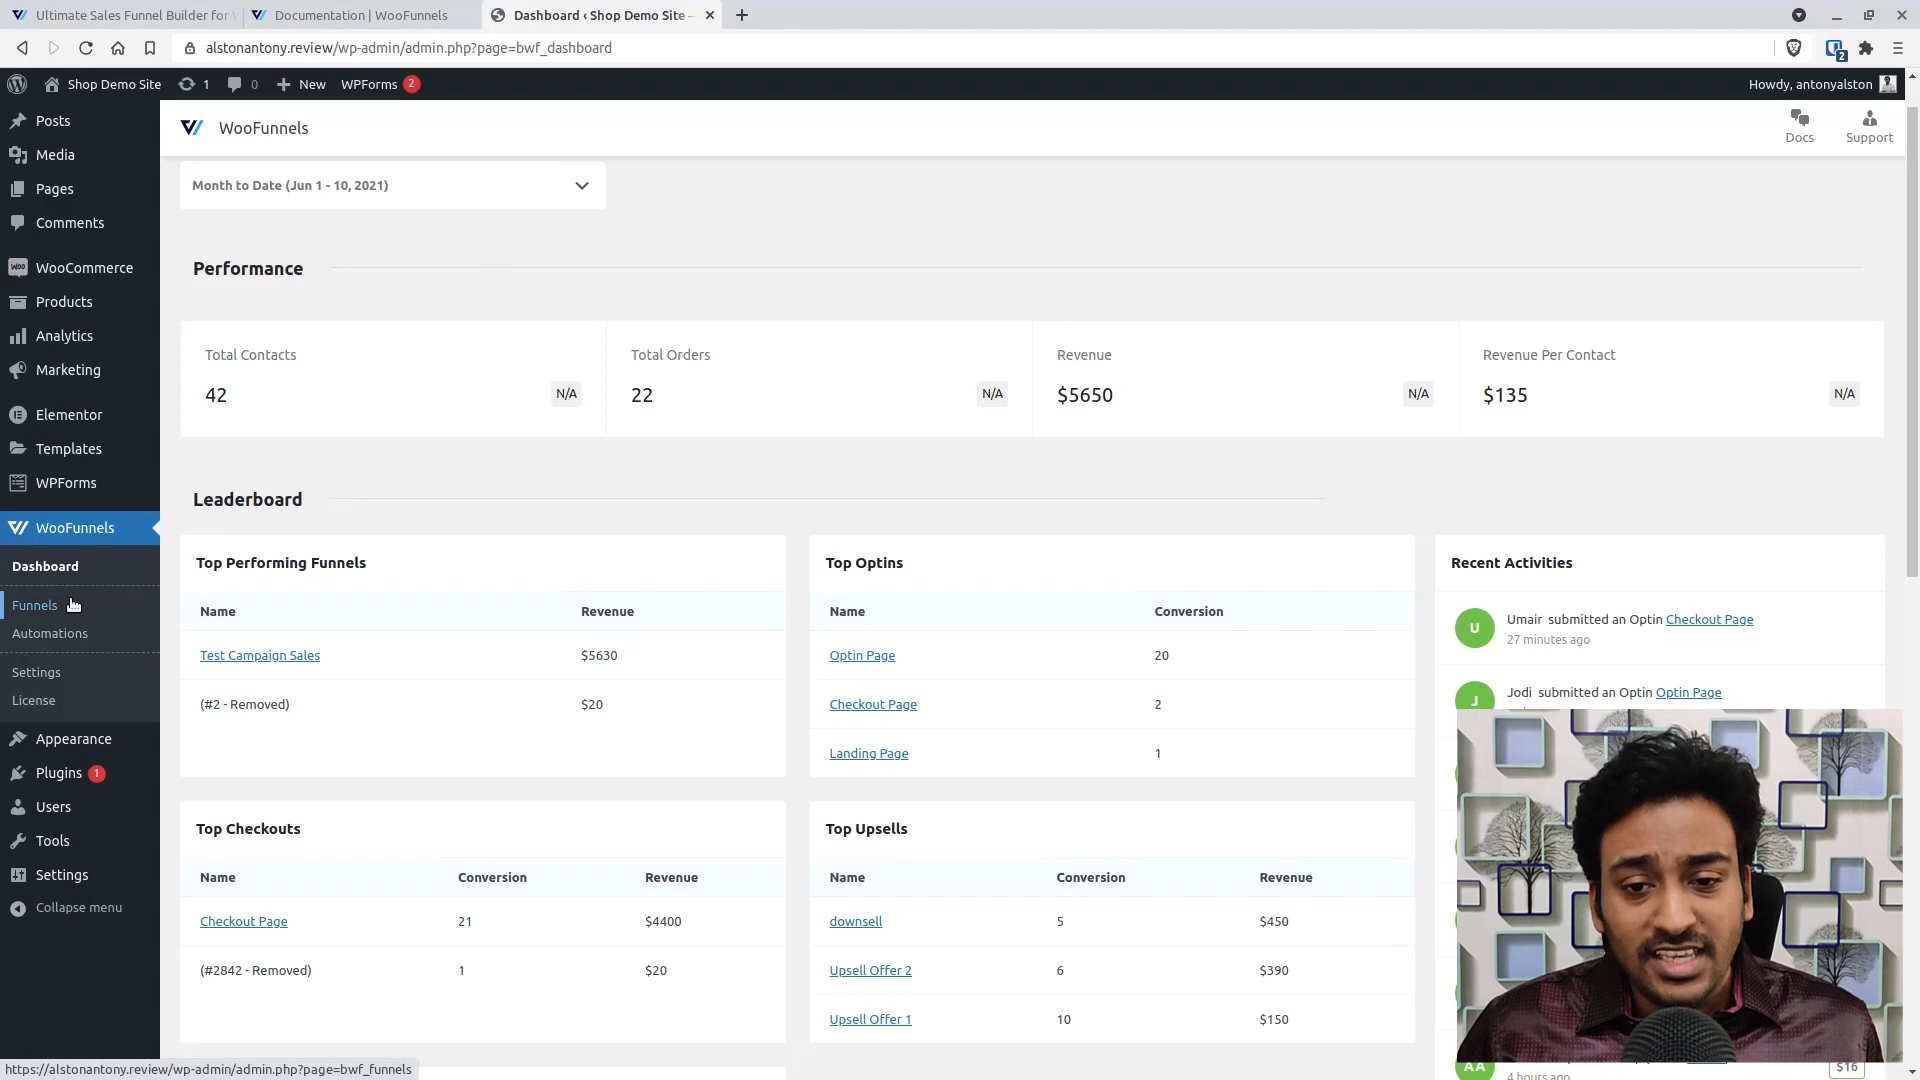 Ultimate Sales Funnel Builder for
Documentation | WooFunnels
Dashboard ‹ Shop Demo Site –
alstonantony.review/wp-admin/admin.php?page=bwf_dashboard
2
Shop Demo Site
1
0
New
WPForms
2
Howdy, antonyalston
Posts
Media
Pages
Comments
WooCommerce
Products
Analytics
Marketing
Elementor
Templates
WPForms
WooFunnels
Dashboard
Funnels
Automations
Settings
License
Appearance
Plugins
1
Users
Tools
Settings
Collapse menu
WooFunnels
Docs
Support
Month to Date (Jun 1 - 10, 2021)
Performance
Total Contacts
42
N/A
Total Orders
22
N/A
Revenue
$5650
N/A
Revenue Per Contact
$135
N/A
Leaderboard
Top Performing Funnels
Name Revenue
Test Campaign Sales $5630
(#2 - Removed) $20
Top Optins
Name Conversion
Optin Page 20
Checkout Page 2
Landing Page 1
Recent Activities
U
Umair submitted an Optin Checkout Page
27 minutes ago
J
Jodi submitted an Optin Optin Page
Top Checkouts
Name Conversion Revenue
Checkout Page 21 $4400
(#2842 - Removed) 1 $20
Top Upsells
Name Conversion Revenue
downsell 5 $450
Upsell Offer 2 6 $390
Upsell Offer 1 10 $150
AA
$16
4 hours ago
https://alstonantony.review/wp-admin/admin.php?page=bwf_funnels